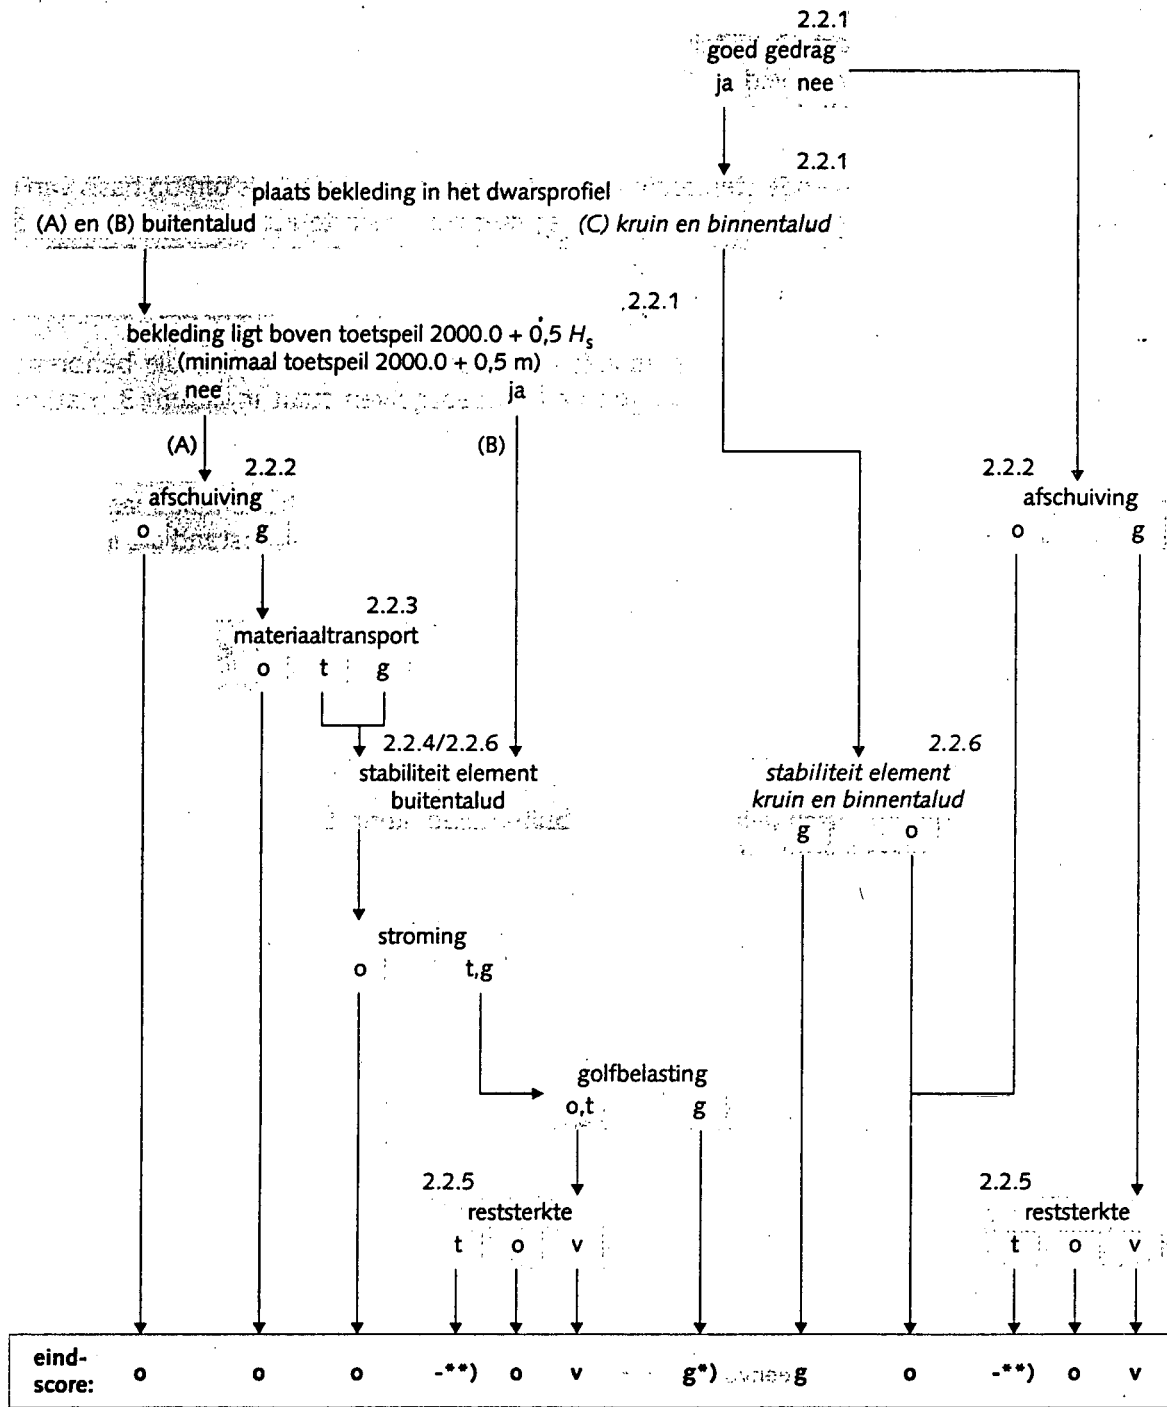 2.2.1
goed gedrag
ja nee
2.2.1
plaats bekleding in het dwarsprofiel
(A) en (B) buitentalud (C) kruin en binnentalud
2.2.1
bekleding ligt boven toetspeil 2000.0 + 0,5 Hs
(minimaal toetspeil 2000.0 + 0,5 m)
nee ja
(A) (B)
2.2.2 2.2.2
afschuiving afschuiving
o g o g
2.2.3
materiaaltransport
o t g
2.2.4/2.2.6 2.2.6
stabiliteit element stabiliteit element
buitentalud kruin en binnentalud
g o
stroming
o t,g
golfbelasting
o,t g
2.2.5 2.2.5
reststerkte reststerkte
t o v t o v
eind-
score: o o o -**) o v g*) g o -**) o v